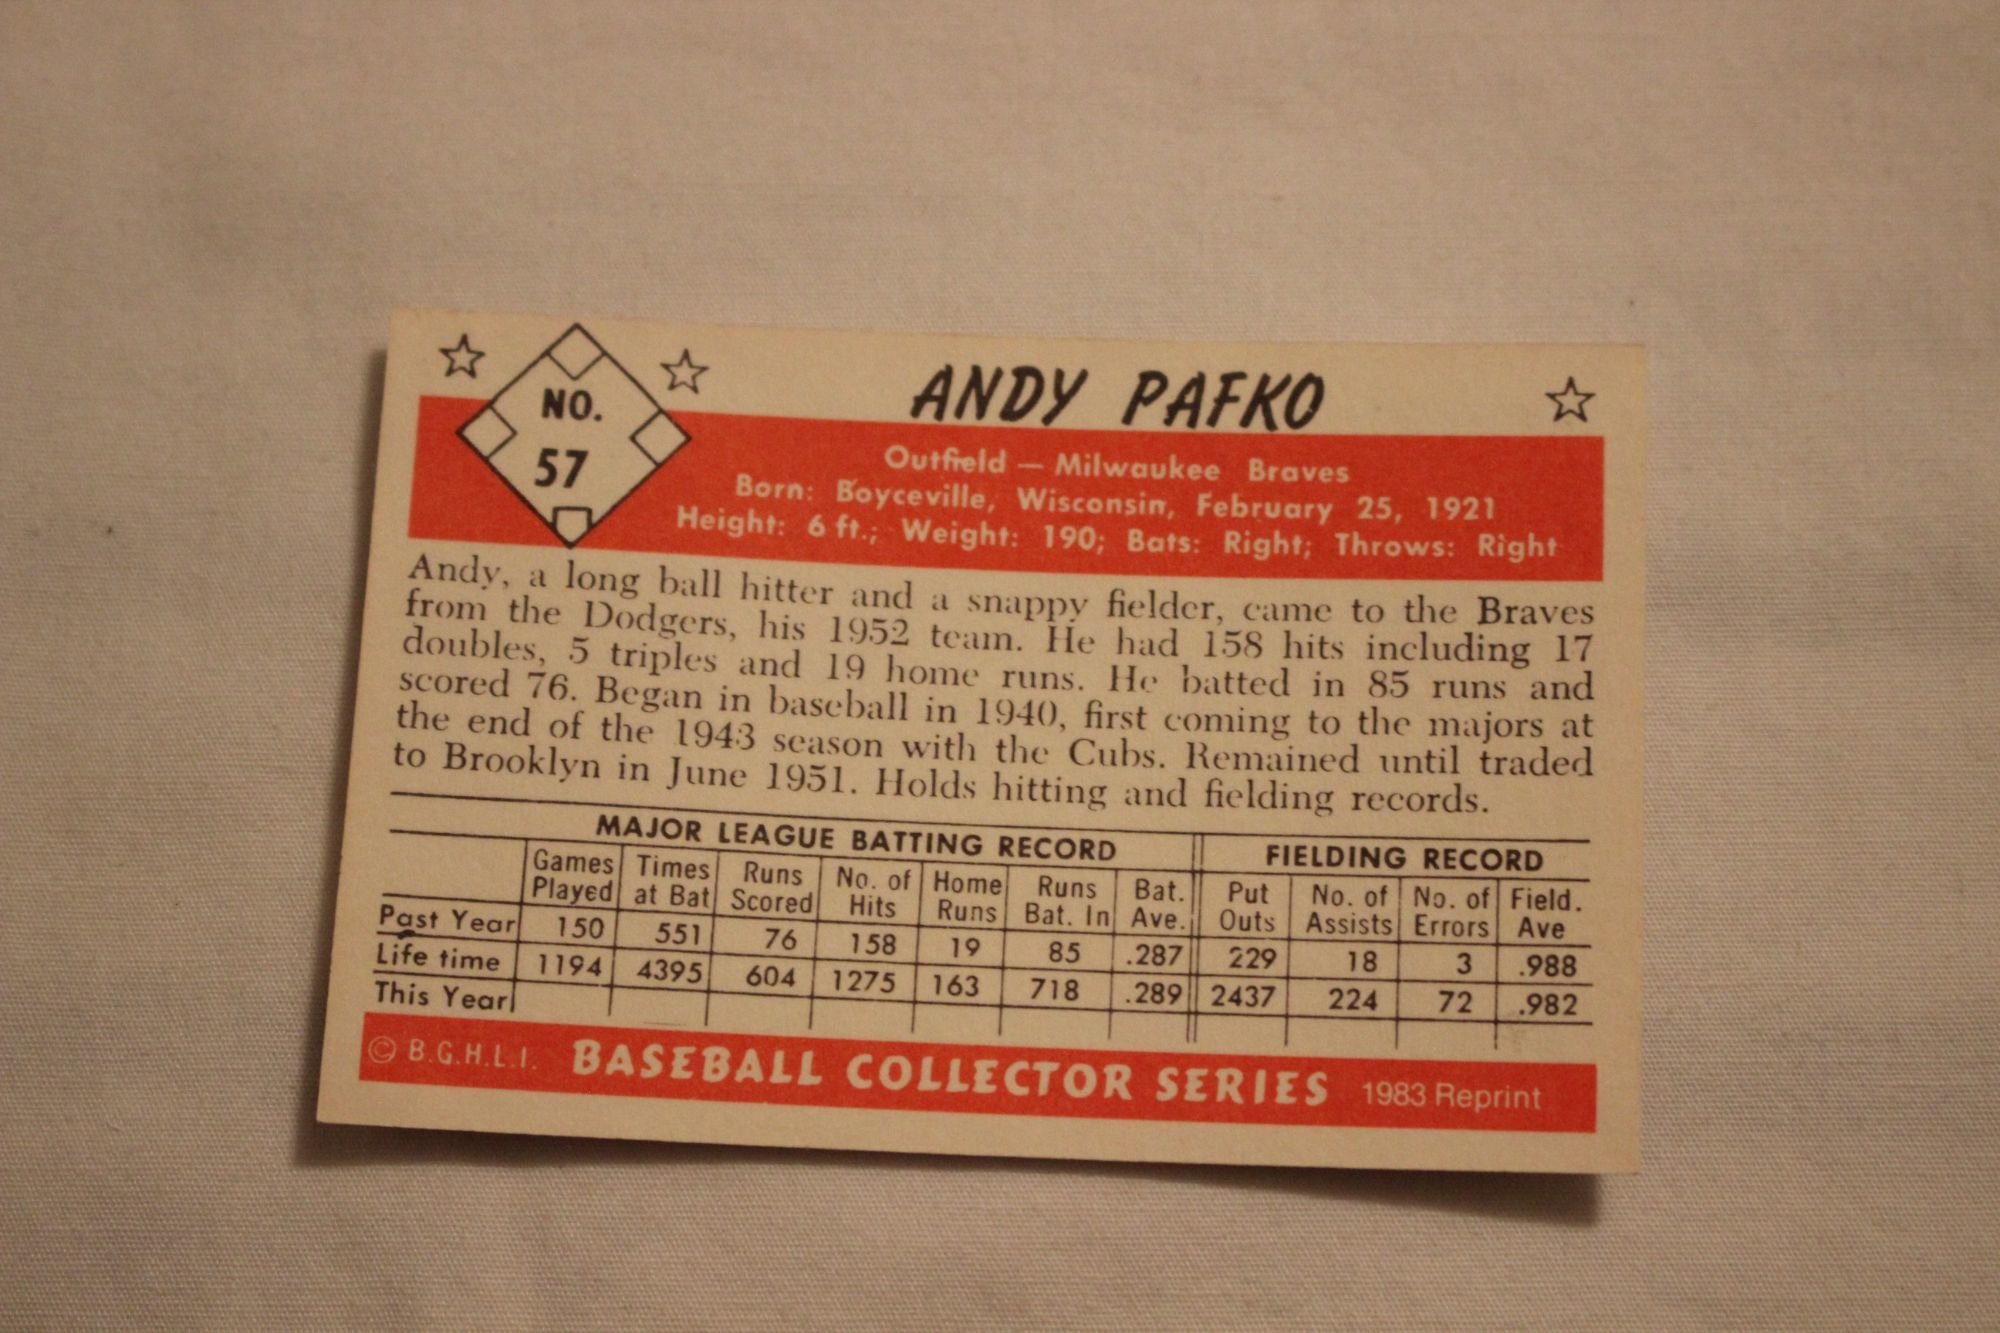 NO.
57
ANDY PAFKO
Outfield — Milwaukee Braves
Born: Boyceville, Wisconsin, February 25, 1921
Height: 6 ft.; Weight: 190; Bats: Right; Throws: Right
Andy, a long ball hitter and a snappy fielder, came to the Braves
from the Dodgers, his 1952 team. He had 158 hits including 17
doubles, 5 triples and 19 home runs. He batted in 85 runs and
scored 76. Began in baseball in 1940, first coming to the majors at
the end of the 1943 season with the Cubs. Remained until traded
to Brooklyn in June 1951. Holds hitting and fielding records.
MAJOR LEAGUE BATTING RECORD FIELDING RECORD
Games Times Runs No. of Home Runs Bat. Put No. of No. of Field.
Played at Bat Scored Hits Runs Bat. In Ave. Outs Assists Errors Ave
Past Year 150 551 76 158 19 85 .287 229 18 3 .988
Life time 1194 4395 604 1275 163 718 .289 2437 224 72 .982
This Year
© B.G.H.L.I. BASEBALL COLLECTOR SERIES 1983 Reprint